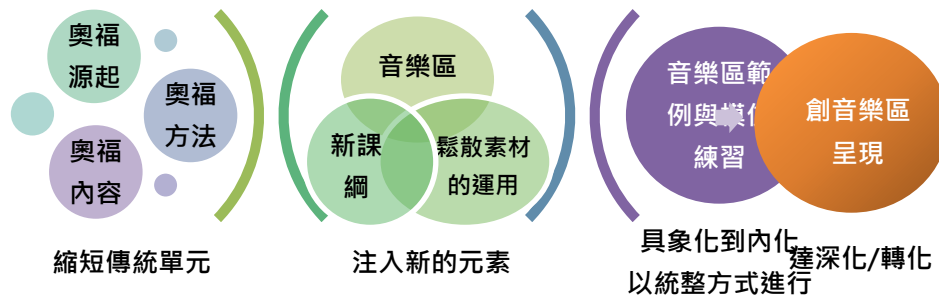 奧福
源起
奧福
方法
奧福
內容
縮短傳統單元
音樂區
新課
綱
鬆散素材
的運用
注入新的元素
音樂區範
例與模仿
練習
創音樂區
呈現
具象化到內化
以統整方式進行
達深化/轉化